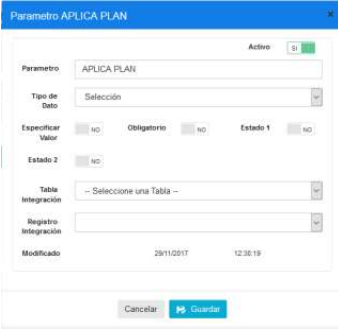 Parametro APLICA PLAN ×
Activo SI
Parametro APLICA PLAN
Tipo de Dato Selección
Especificar Valor NO Obligatorio NO Estado 1 NO
Estado 2 NO
Tabla Integración -- Seleccione una Tabla --
Registro Integración
Modificado 29/11/2017 12:30:19
Cancelar Guardar